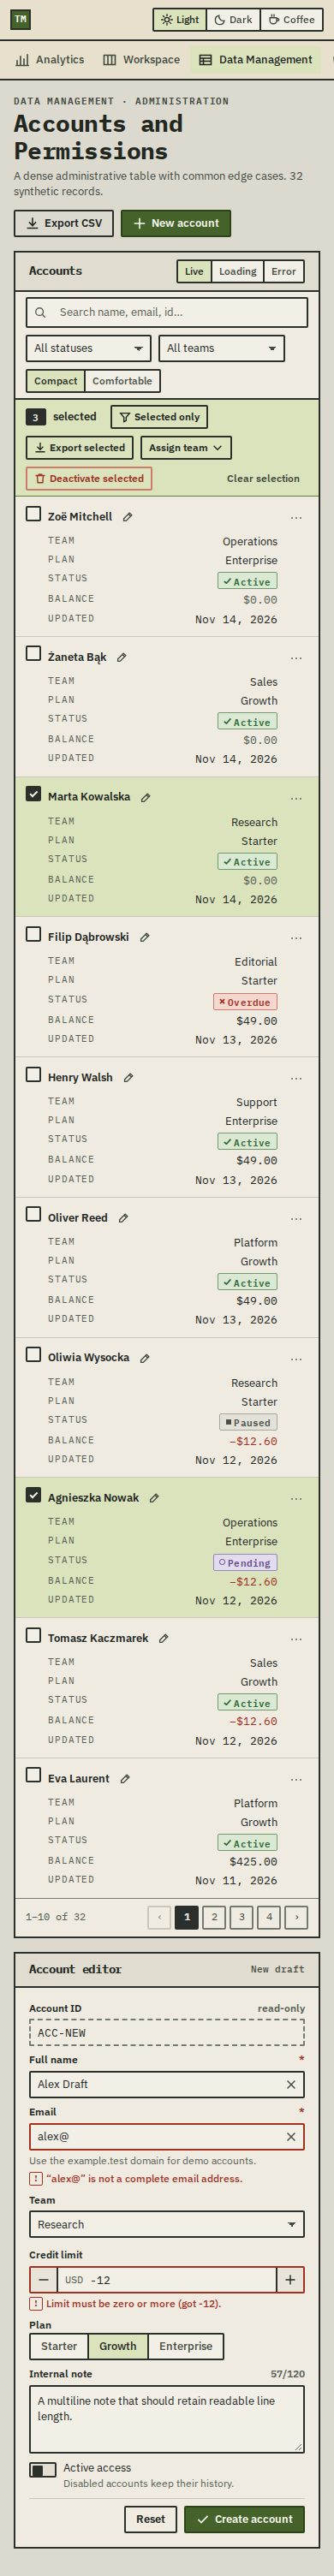 TM
Light Dark Coffee
Analytics Workspace Data Management
DATA MANAGEMENT · ADMINISTRATION
Accounts and
Permissions
A dense administrative table with common edge cases. 32
synthetic records.
Export CSV New account
Accounts Live Loading Error
Search name, email, id…
All statuses All teams
Compact Comfortable
3 selected Selected only
Export selected Assign team
Deactivate selected Clear selection
Zoë Mitchell
TEAM Operations
PLAN Enterprise
STATUS Active
BALANCE $0.00
UPDATED Nov 14, 2026
Żaneta Bąk
TEAM Sales
PLAN Growth
STATUS Active
BALANCE $0.00
UPDATED Nov 14, 2026
Marta Kowalska
TEAM Research
PLAN Starter
STATUS Active
BALANCE $0.00
UPDATED Nov 14, 2026
Filip Dąbrowski
TEAM Editorial
PLAN Starter
STATUS Overdue
BALANCE $49.00
UPDATED Nov 13, 2026
Henry Walsh
TEAM Support
PLAN Enterprise
STATUS Active
BALANCE $49.00
UPDATED Nov 13, 2026
Oliver Reed
TEAM Platform
PLAN Growth
STATUS Active
BALANCE $49.00
UPDATED Nov 13, 2026
Oliwia Wysocka
TEAM Research
PLAN Starter
STATUS Paused
BALANCE −$12.60
UPDATED Nov 12, 2026
Agnieszka Nowak
TEAM Operations
PLAN Enterprise
STATUS Pending
BALANCE −$12.60
UPDATED Nov 12, 2026
Tomasz Kaczmarek
TEAM Sales
PLAN Growth
STATUS Active
BALANCE −$12.60
UPDATED Nov 12, 2026
Eva Laurent
TEAM Platform
PLAN Growth
STATUS Active
BALANCE $425.00
UPDATED Nov 11, 2026
1–10 of 32 ‹ 1 2 3 4 ›
Account editor New draft
Account ID read-only
ACC-NEW
Full name *
Alex Draft
Email *
alex@
Use the example.test domain for demo accounts.
! “alex@” is not a complete email address.
Team
Research
Credit limit
USD -12
! Limit must be zero or more (got -12).
Plan
Starter Growth Enterprise
Internal note 57/120
A multiline note that should retain readable line
length.
Active access
Disabled accounts keep their history.
Reset Create account